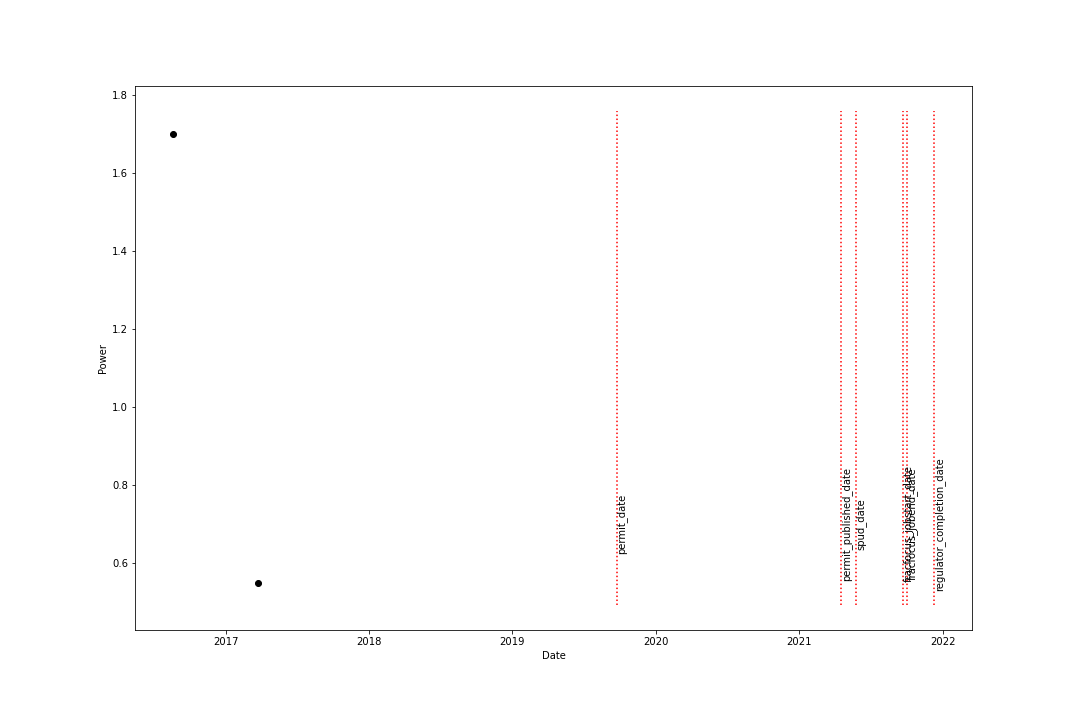 1.8
1.6
1.4
1.2
1.0
0.8
0.6
Power
permit_date
permit_published_date
spud_date
fracfocus_jobstart_date
fracfocus_jobend_date
regulator_completion_date
2017 2018 2019 2020 2021 2022
Date